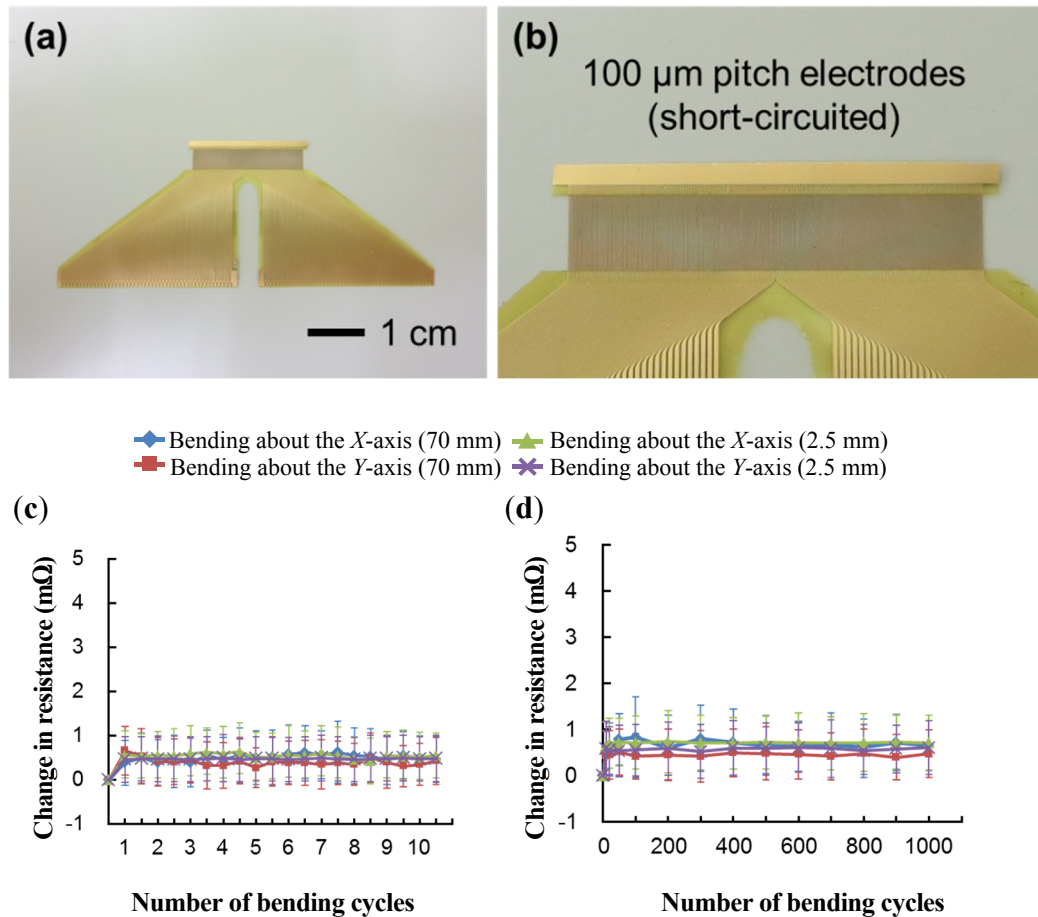 (a)
1 cm
(b)
100 µm pitch electrodes
(short-circuited)
Bending about the X-axis (70 mm)
Bending about the X-axis (2.5 mm)
Bending about the Y-axis (70 mm)
Bending about the Y-axis (2.5 mm)
(c)
Change in resistance (mΩ)
5
4
3
2
1
0
-1
1 2 3 4 5 6 7 8 9 10
Number of bending cycles
(d)
Change in resistance (mΩ)
5
4
3
2
1
0
-1
0 200 400 600 800 1000
Number of bending cycles